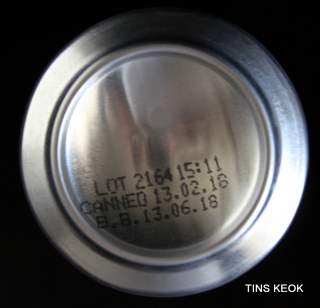 LOT 2164 15:11
CANNED 13.02.18
B.B.13.06.18
TINS KEOK